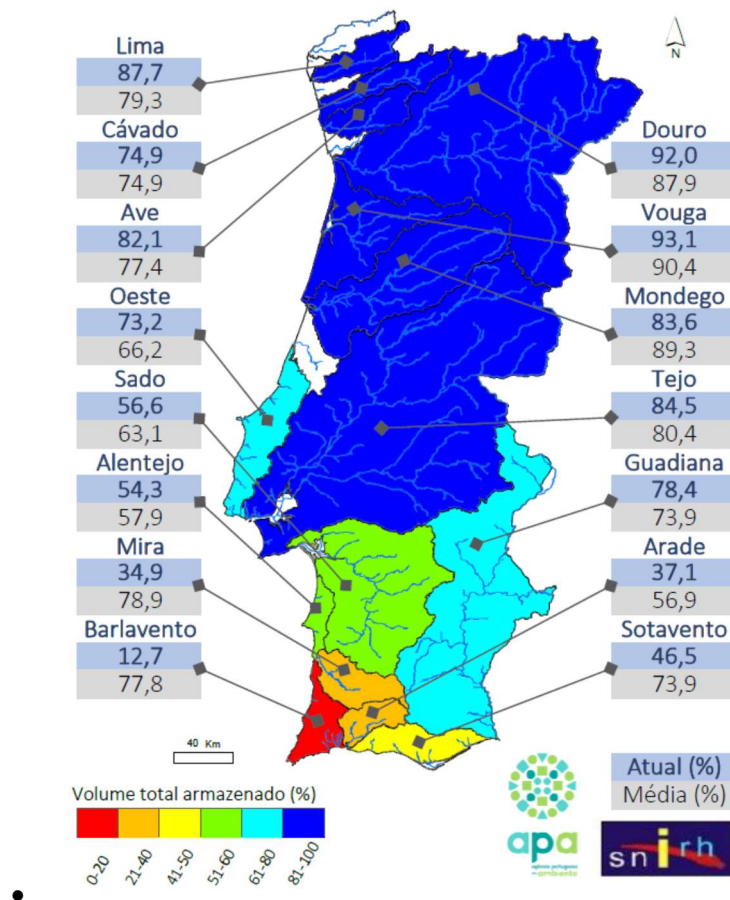 N
Lima
87,7
79,3
Cávado
74,9
74,9
Ave
82,1
77,4
Oeste
73,2
66,2
Sado
56,6
63,1
Alentejo
54,3
57,9
Mira
34,9
78,9
Barlavento
12,7
77,8
Douro
92,0
87,9
Vouga
93,1
90,4
Mondego
83,6
89,3
Tejo
84,5
80,4
Guadiana
78,4
73,9
Arade
37,1
56,9
Sotavento
46,5
73,9
40 Km
Volume total armazenado (%)
0-20
21-40
41-50
51-60
61-80
81-100
Atual (%)
Média (%)
apa
agência portuguesa
do ambiente
snirh